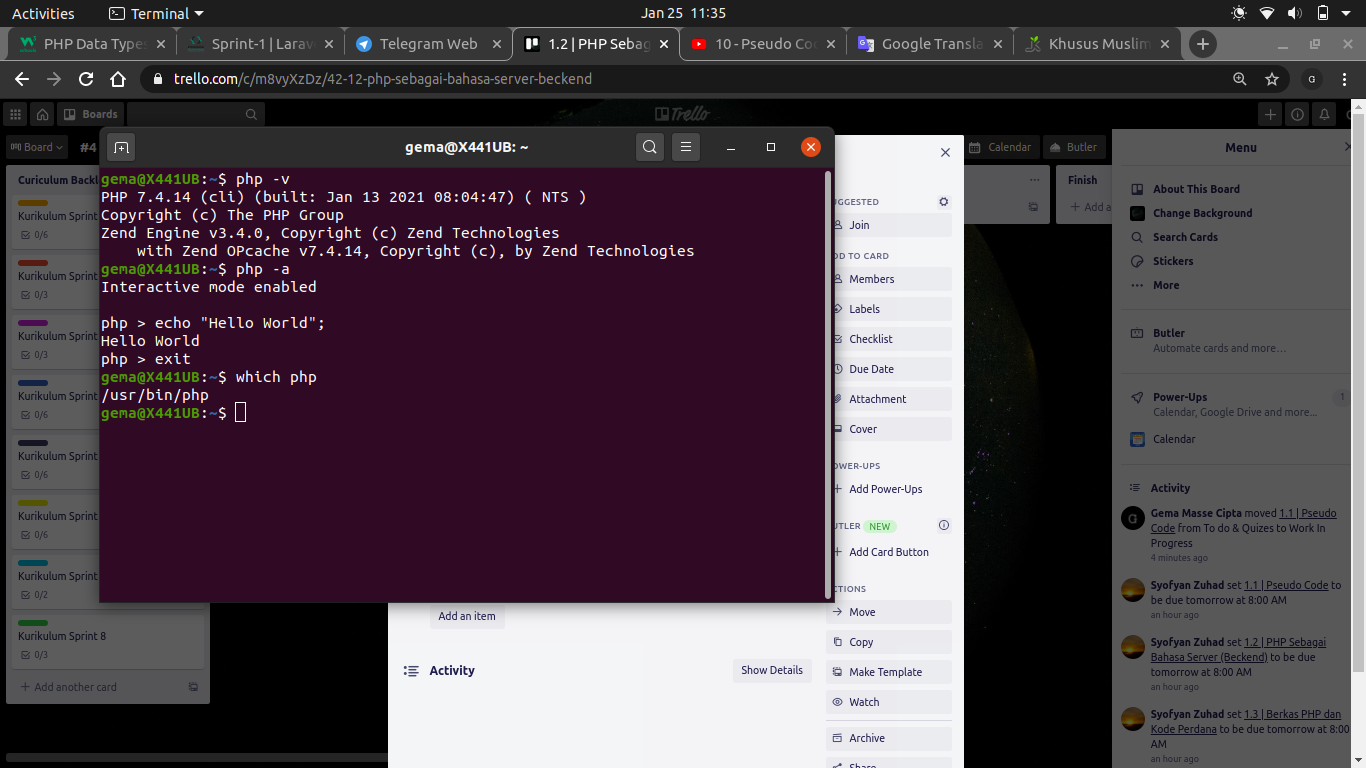 Activities
Terminal
Jan 25 11:35
PHP Data Types
Sprint-1 | Larav
Telegram Web
1.2 | PHP Sebag
10 - Pseudo Co
Google Transla
Khusus Muslim
trello.com/c/m8vyXzDz/42-12-php-sebagai-bahasa-server-beckend
G
Boards
Trello
Board
#4
Calendar
Butler
gema@X441UB: ~
gema@X441UB:~$ php -v
PHP 7.4.14 (cli) (built: Jan 13 2021 08:04:47) ( NTS )
Copyright (c) The PHP Group
Zend Engine v3.4.0, Copyright (c) Zend Technologies
with Zend OPcache v7.4.14, Copyright (c), by Zend Technologies
gema@X441UB:~$ php -a
Interactive mode enabled
php > echo "Hello World";
Hello World
php > exit
gema@X441UB:~$ which php
/usr/bin/php
gema@X441UB:~$
Curiculum Backlog
Kurikulum Sprint
0/6
Kurikulum Sprint
0/3
Kurikulum Sprint
0/3
Kurikulum Sprint
0/6
Kurikulum Sprint
0/6
Kurikulum Sprint
0/6
Kurikulum Sprint
0/2
Kurikulum Sprint 8
0/3
Add another card
Add an item
Activity
Show Details
UGGESTED
Join
DD TO CARD
Members
Labels
Checklist
Due Date
Attachment
Cover
OWER-UPS
Add Power-Ups
UTLER NEW
Add Card Button
CTIONS
Move
Copy
Make Template
Watch
Archive
Share
Finish
+ Add a
Menu
About This Board
Change Background
Search Cards
Stickers
More
Butler
Automate cards and more…
Power-Ups
1
Calendar, Google Drive and more...
Calendar
Activity
G
Gema Masse Cipta moved 1.1 | Pseudo
Code from To do & Quizes to Work In
Progress
4 minutes ago
Syofyan Zuhad set 1.1 | Pseudo Code to
be due tomorrow at 8:00 AM
an hour ago
Syofyan Zuhad set 1.2 | PHP Sebagai
Bahasa Server (Beckend) to be due
tomorrow at 8:00 AM
an hour ago
Syofyan Zuhad set 1.3 | Berkas PHP dan
Kode Perdana to be due tomorrow at 8:00
AM
an hour ago